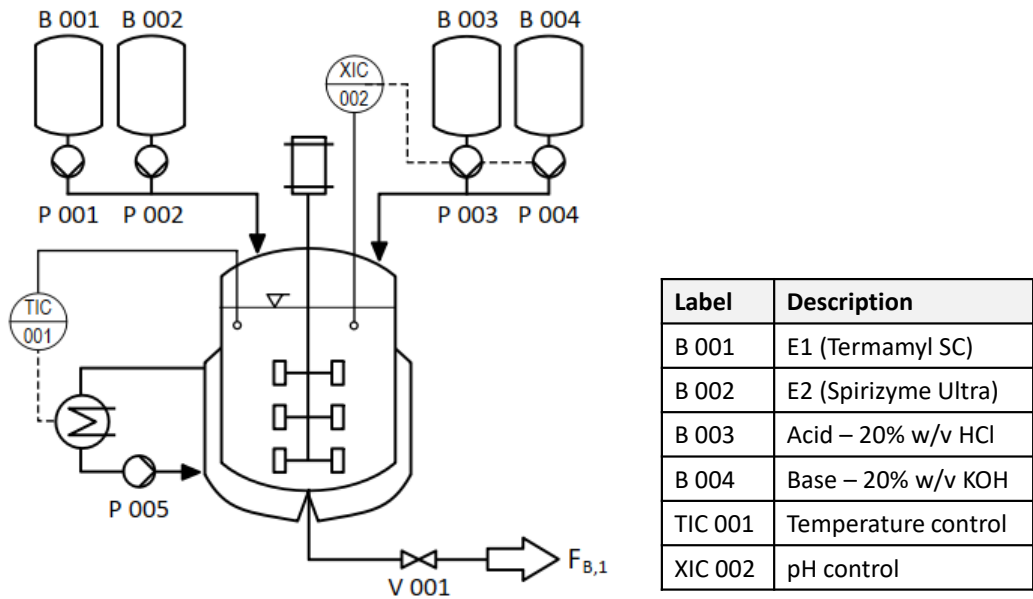 B 001 B 002 B 003 B 004
XIC
002
P 001 P 002 P 003 P 004
TIC
001
P 005
V 001
F_B,1
Label Description
B 001 E1 (Termamyl SC)
B 002 E2 (Spirizyme Ultra)
B 003 Acid – 20% w/v HCl
B 004 Base – 20% w/v KOH
TIC 001 Temperature control
XIC 002 pH control